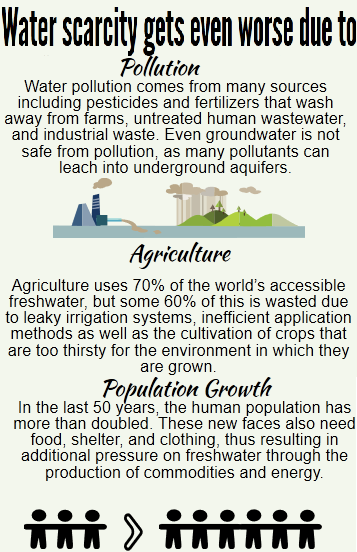 Water scarcity gets even worse due to
Pollution
Water pollution comes from many sources
including pesticides and fertilizers that wash
away from farms, untreated human wastewater,
and industrial waste. Even groundwater is not
safe from pollution, as many pollutants can
leach into underground aquifers.
Agriculture
Agriculture uses 70% of the world's accessible
freshwater, but some 60% of this is wasted due
to leaky irrigation systems, inefficient application
methods as well as the cultivation of crops that
are too thirsty for the environment in which they
are grown.
Population Growth
In the last 50 years, the human population has
more than doubled. These new faces also need
food, shelter, and clothing, thus resulting in
additional pressure on freshwater through the
production of commodities and energy.